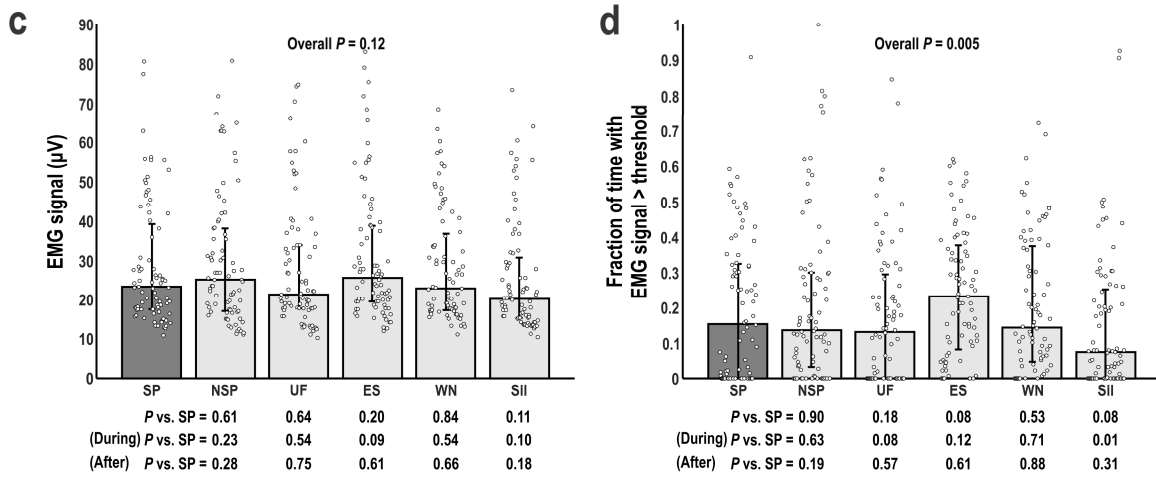 c
EMG signal (µV)
90
80
70
60
50
40
30
20
10
0
Overall P = 0.12
SP NSP UF ES WN Sil
P vs. SP = 0.61 0.64 0.20 0.84 0.11
(During) P vs. SP = 0.23 0.54 0.09 0.54 0.10
(After) P vs. SP = 0.28 0.75 0.61 0.66 0.18
d
Fraction of time with
EMG signal > threshold
1
0.9
0.8
0.7
0.6
0.5
0.4
0.3
0.2
0.1
0
Overall P = 0.005
SP NSP UF ES WN Sil
P vs. SP = 0.90 0.18 0.08 0.53 0.08
(During) P vs. SP = 0.63 0.08 0.12 0.71 0.01
(After) P vs. SP = 0.19 0.57 0.61 0.88 0.31